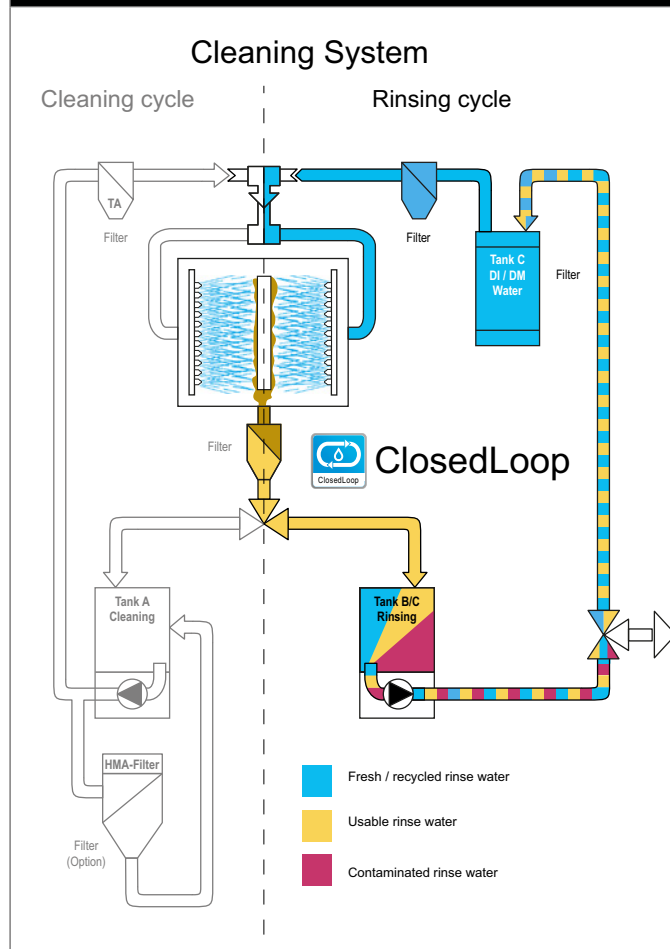 Cleaning System
Cleaning cycle
Rinsing cycle
TA
Filter
Filter
Tank C
DI / DM
Water
Filter
Filter
ClosedLoop
ClosedLoop
Tank A
Cleaning
Tank B/C
Rinsing
HMA-Filter
Filter
(Option)
Fresh / recycled rinse water
Usable rinse water
Contaminated rinse water